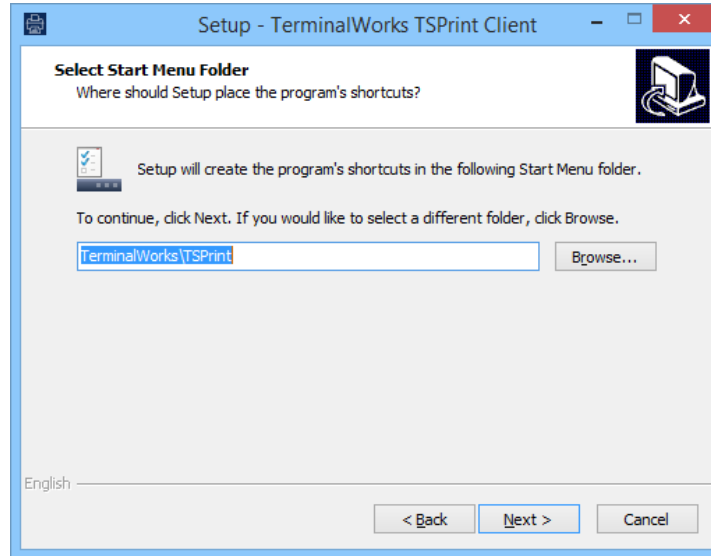 Setup - TerminalWorks TSPrint Client
Select Start Menu Folder
Where should Setup place the program's shortcuts?
Setup will create the program's shortcuts in the following Start Menu folder.
To continue, click Next. If you would like to select a different folder, click Browse.
TerminalWorks\TSPrint
Browse...
English
< Back
Next >
Cancel